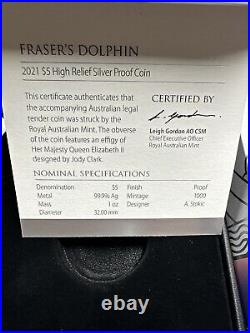 FRASER'S DOLPHIN
2021 $5 High Relief Silver Proof Coin
This certificate authenticates that
the accompanying Australian legal
tender coin was struck by the
Royal Australian Mint. The obverse
of the coin features an effigy of
Her Majesty Queen Elizabeth II
designed by Jody Clark.
CERTIFIED BY
Leigh Gordon AO CSM
Chief Executive Officer
Royal Australian Mint
NOMINAL SPECIFICATIONS
Denomination $5 Finish Proof
Metal 99.9% Ag Mintage 1000
Mass 1 oz Designer A. Stokic
Diameter 32.00 mm
picturehistory.net